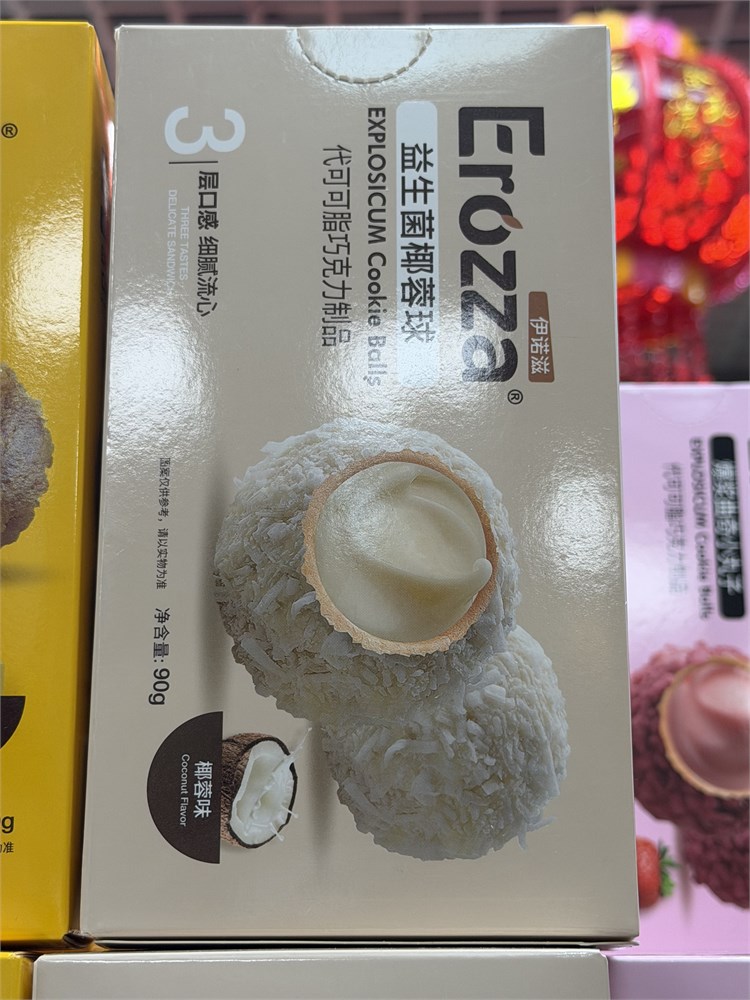 Erozza®
伊诺滋
益生菌椰蓉球
EXPLOSICUM Cookie Balls
代可可脂巧克力制品
3
层口感 细腻流心
THREE TASTES
DELICATE SANDWICH
图案仅供参考，请以实物为准
净含量: 90g
椰蓉味
Coconut Flavor
®
g
准
EXPLOSICUM Cookie Balls
代可可脂巧克力制品